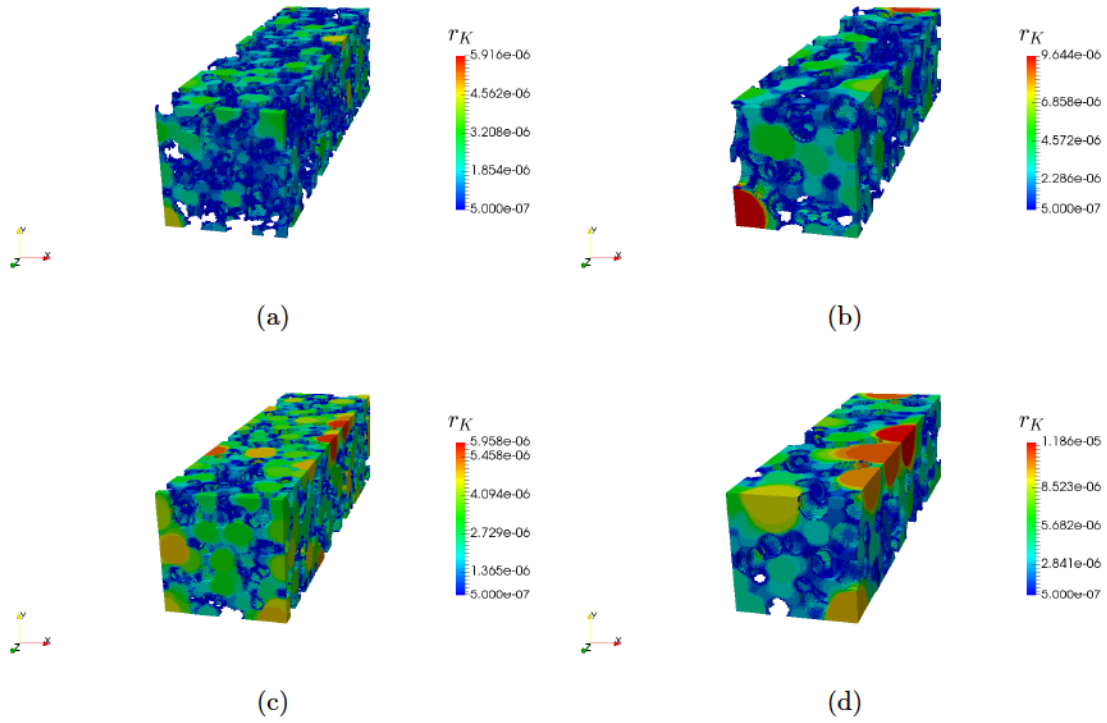 r_K
5.916e-06
4.562e-06
3.208e-06
1.854e-06
5.000e-07
Y
X
Z
(a)
r_K
9.644e-06
6.858e-06
4.572e-06
2.286e-06
5.000e-07
Y
X
Z
(b)
r_K
5.958e-06
5.458e-06
4.094e-06
2.729e-06
1.365e-06
5.000e-07
Y
X
Z
(c)
r_K
1.186e-05
8.523e-06
5.682e-06
2.841e-06
5.000e-07
Y
X
Z
(d)